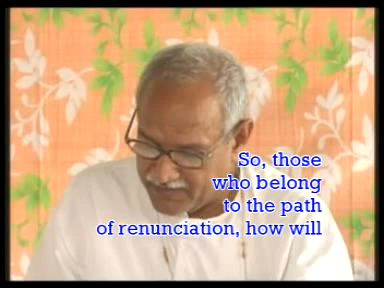 So, those
who belong
to the path
of renunciation, how will